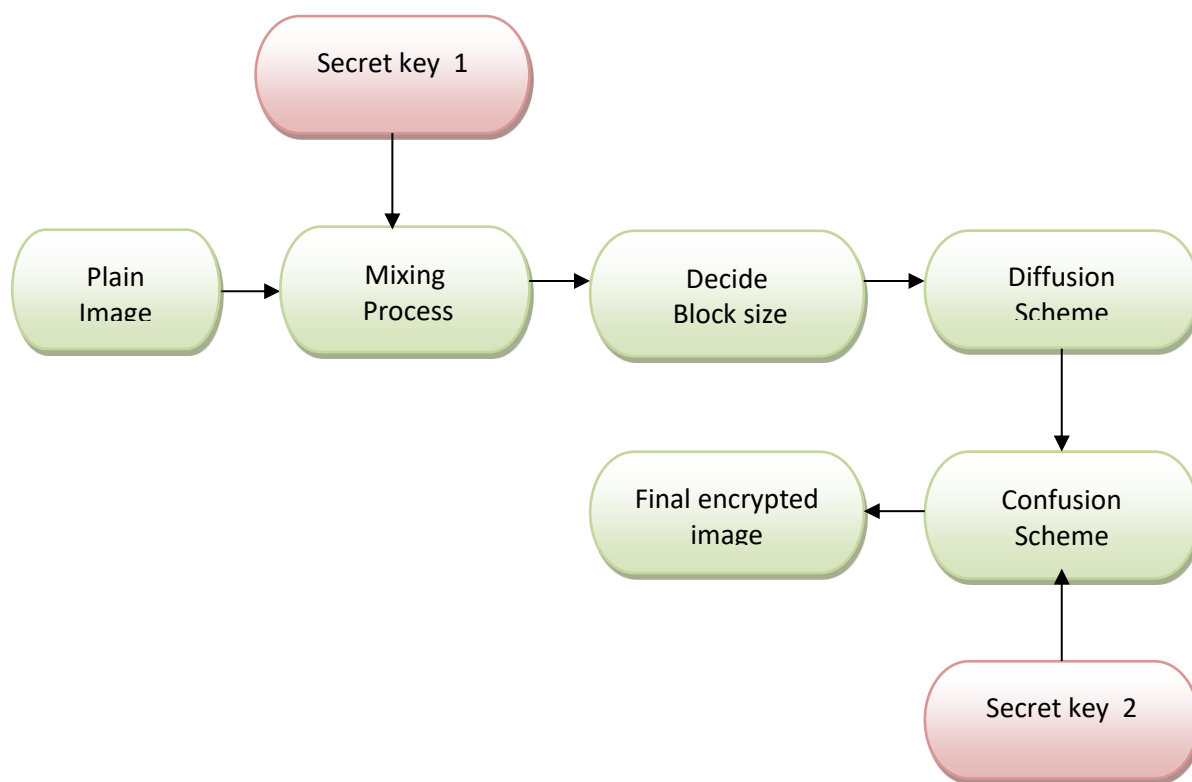 Secret key 1
Plain
Image
Mixing
Process
Decide
Block size
Diffusion
Scheme
Final encrypted
image
Confusion
Scheme
Secret key 2